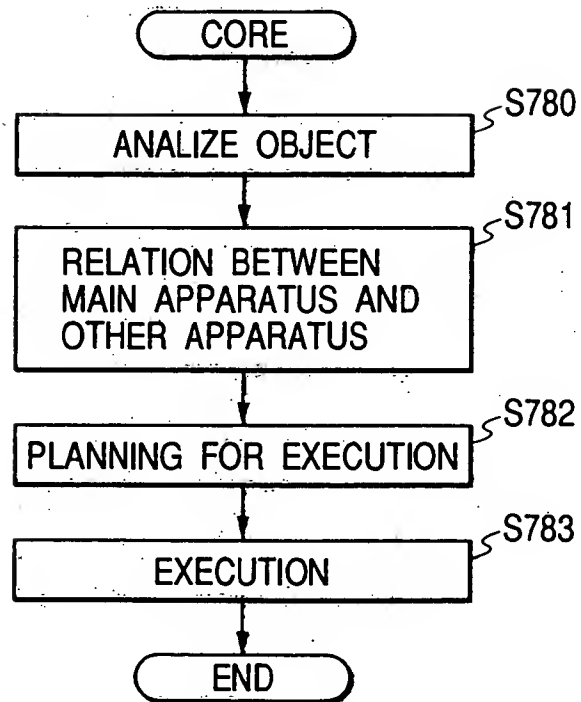 CORE
S780
ANALIZE OBJECT
S781
RELATION BETWEEN
MAIN APPARATUS AND
OTHER APPARATUS
S782
PLANNING FOR EXECUTION
S783
EXECUTION
END